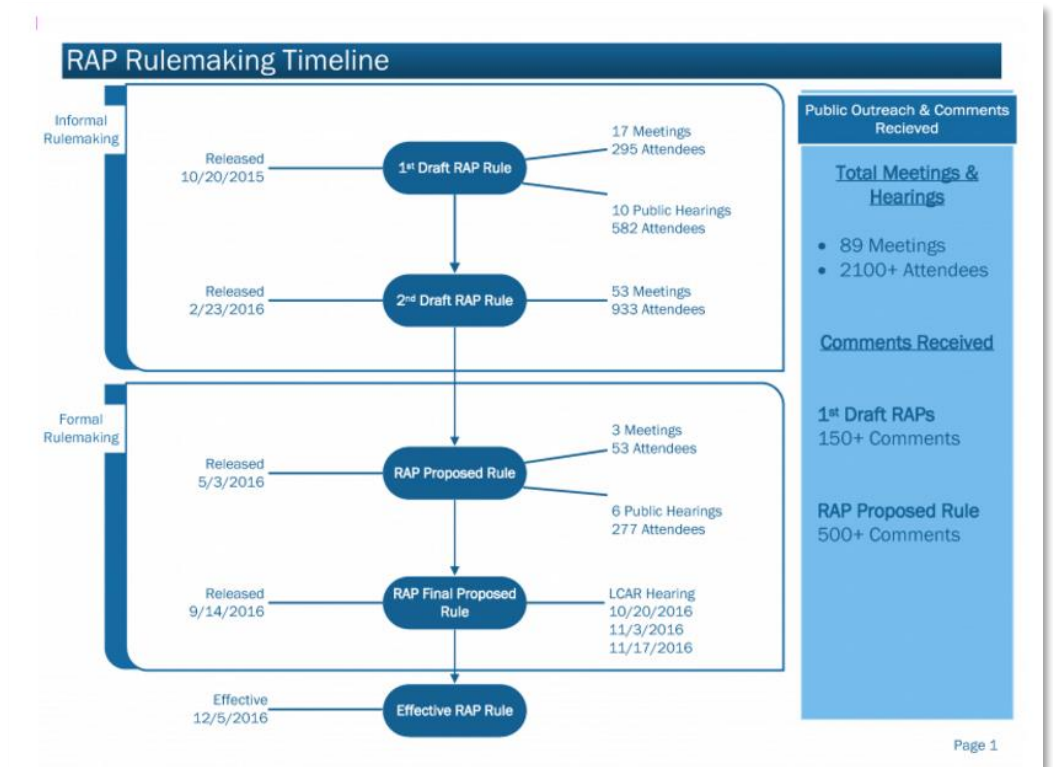 RAP Rulemaking Timeline
Informal
Rulemaking
Released
10/20/2015
1st Draft RAP Rule
17 Meetings
295 Attendees
10 Public Hearings
582 Attendees
Released
2/23/2016
2nd Draft RAP Rule
53 Meetings
933 Attendees
Formal
Rulemaking
Released
5/3/2016
RAP Proposed Rule
3 Meetings
53 Attendees
6 Public Hearings
277 Attendees
Released
9/14/2016
RAP Final Proposed
Rule
LCAR Hearing
10/20/2016
11/3/2016
11/17/2016
Effective
12/5/2016
Effective RAP Rule
Public Outreach & Comments
Recieved
Total Meetings &
Hearings
• 89 Meetings
• 2100+ Attendees
Comments Received
1st Draft RAPs
150+ Comments
RAP Proposed Rule
500+ Comments
Page 1